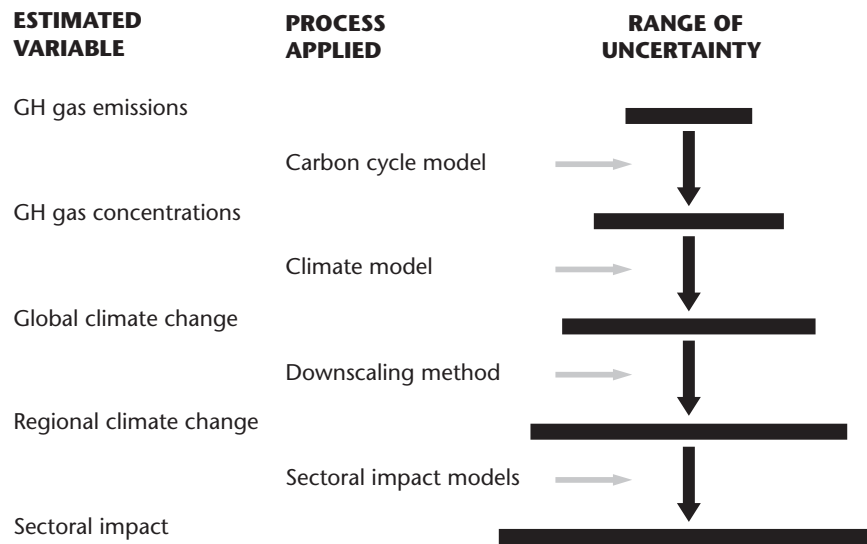 ESTIMATED
VARIABLE
PROCESS
APPLIED
RANGE OF
UNCERTAINTY
GH gas emissions
Carbon cycle model
GH gas concentrations
Climate model
Global climate change
Downscaling method
Regional climate change
Sectoral impact models
Sectoral impact